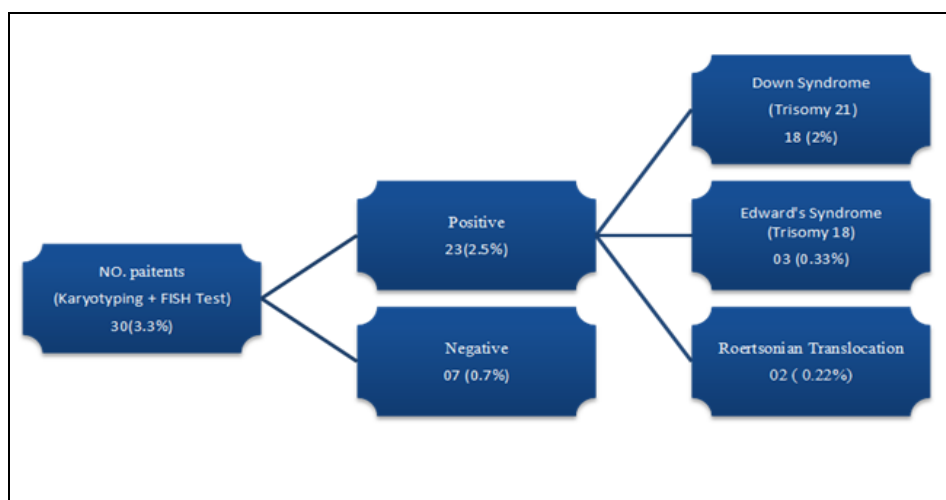 NO. paitents
(Karyotyping + FISH Test)
30(3.3%)
Positive
23(2.5%)
Negative
07 (0.7%)
Down Syndrome
(Trisomy 21)
18 (2%)
Edward's Syndrome
(Trisomy 18)
03 (0.33%)
Roertsonian Translocation
02 ( 0.22%)